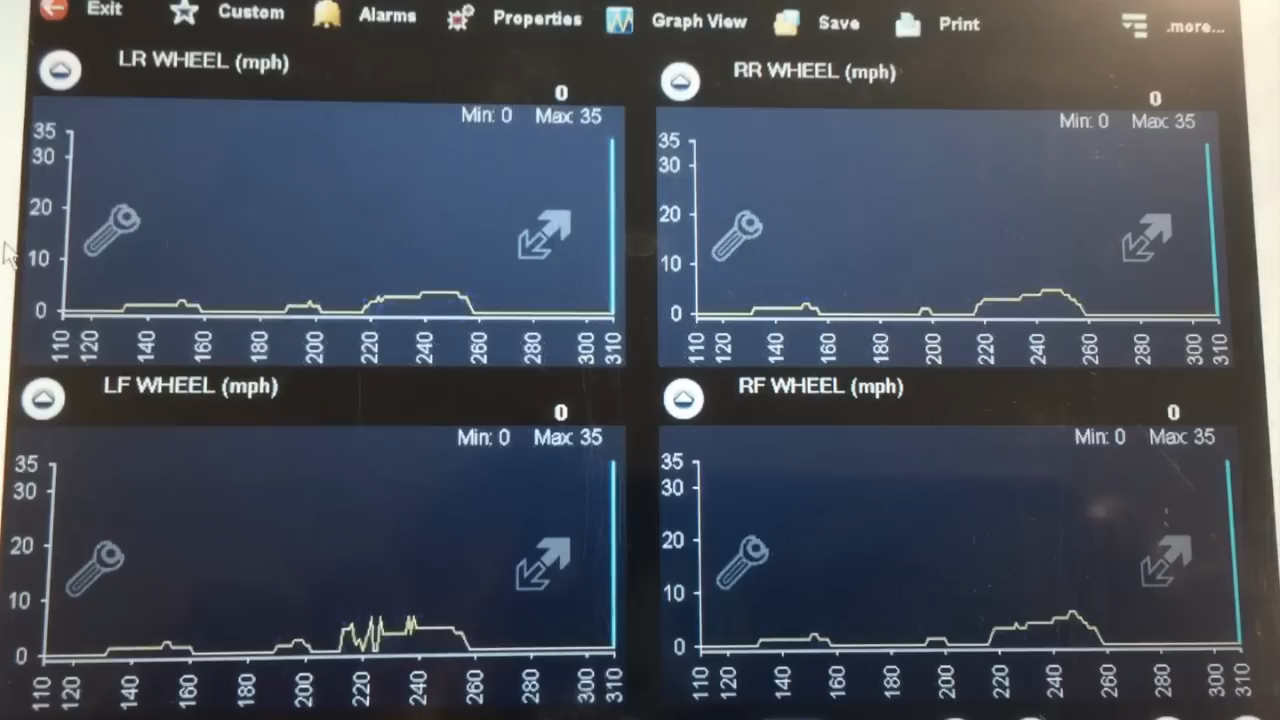 Exit Custom Alarms Properties Graph View Save Print .more...
LR WHEEL (mph)
0
Min: 0 Max: 35
35
30
20
10
0
110 120 140 160 180 200 220 240 260 280 300 310
RR WHEEL (mph)
0
Min: 0 Max: 35
35
30
20
10
0
110 120 140 160 180 200 220 240 260 280 300 310
LF WHEEL (mph)
0
Min: 0 Max: 35
35
30
20
10
0
110 120 140 160 180 200 220 240 260 280 300 310
RF WHEEL (mph)
0
Min: 0 Max: 35
35
30
20
10
0
110 120 140 160 180 200 220 240 260 280 300 310